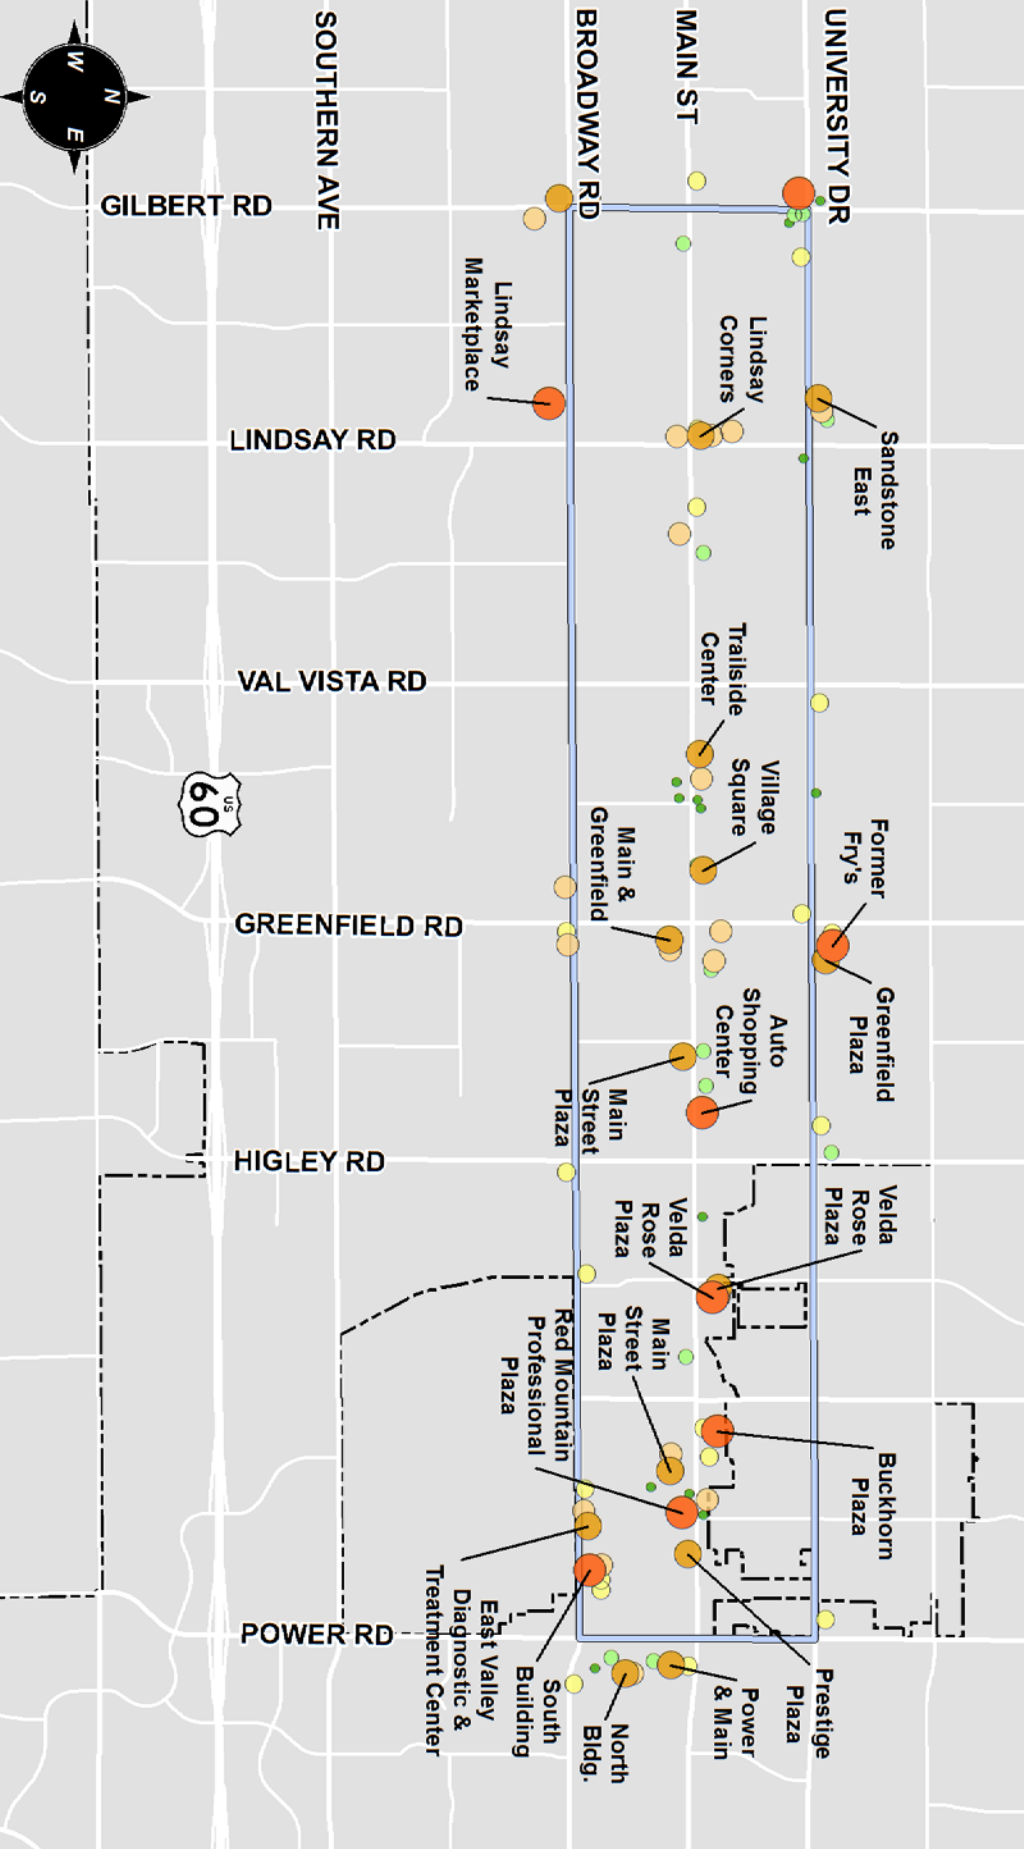 UNIVERSITY DR
MAIN ST
BROADWAY RD
SOUTHERN AVE
N
W
E
S
GILBERT RD
LINDSAY RD
VAL VISTA RD
GREENFIELD RD
HIGLEY RD
POWER RD
US
60
Sandstone
East
Lindsay
Corners
Lindsay
Marketplace
Trailside
Center
Village
Square
Main &
Greenfield
Former
Fry's
Greenfield
Plaza
Auto
Shopping
Center
Main
Street
Plaza
Velda
Rose
Plaza
Velda
Rose
Plaza
Main
Street
Plaza
Red Mountain
Professional
Plaza
Buckhorn
Plaza
Prestige
Plaza
Power
& Main
North
Bldg.
South
Building
East Valley
Diagnostic &
Treatment Center